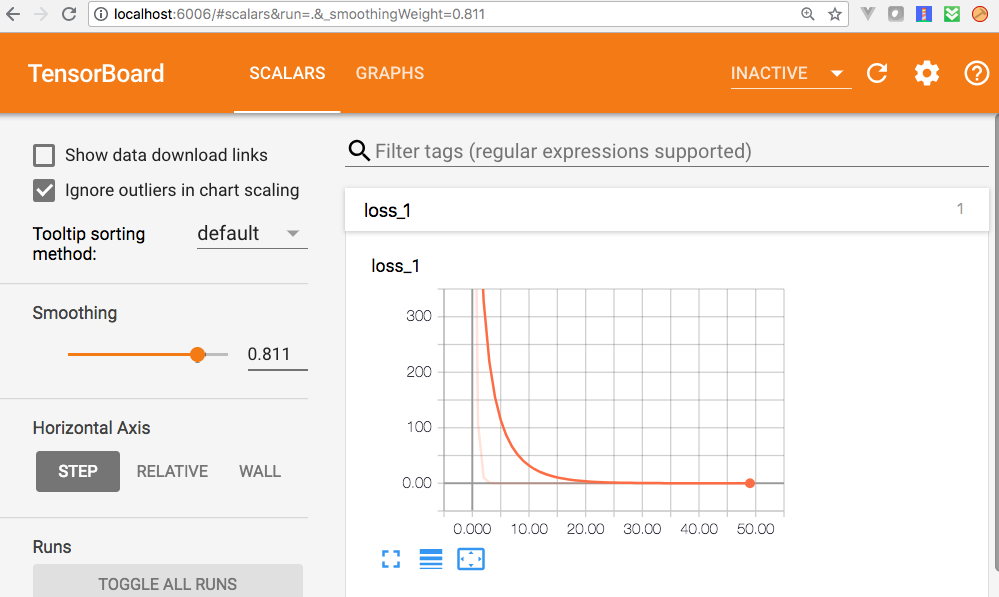 localhost:6006/#scalars&run=.&_smoothingWeight=0.811
TensorBoard
SCALARS
GRAPHS
INACTIVE
Show data download links
Ignore outliers in chart scaling
Tooltip sorting
method:
default
Smoothing
0.811
Horizontal Axis
STEP
RELATIVE
WALL
Runs
TOGGLE ALL RUNS
Filter tags (regular expressions supported)
loss_1
1
loss_1
300
200
100
0.00
0.000 10.00 20.00 30.00 40.00 50.00